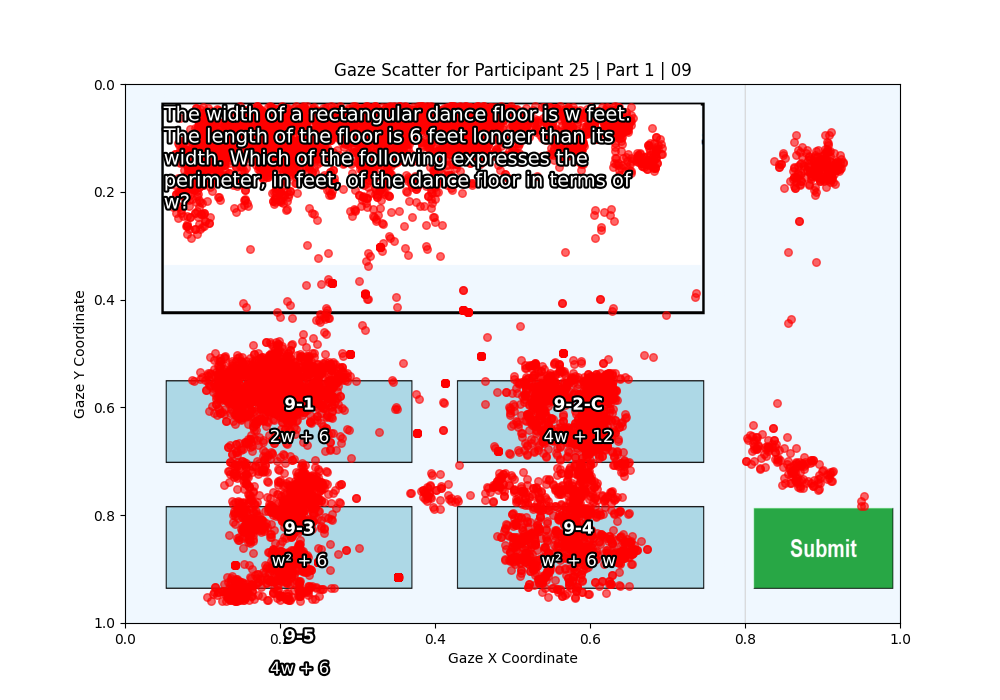 Gaze Scatter for Participant 25 | Part 1 | 09
0.0
0.2
0.4
0.6
0.8
1.0
Gaze Y Coordinate
The width of a rectangular dance floor is w feet.
The length of the floor is 6 feet longer than its
width. Which of the following expresses the
perimeter, in feet, of the dance floor in terms of
w?
9-1
2w + 6
9-2-C
4w + 12
9-3
w² + 6
9-4
w² + 6 w
Submit
0.0
0.2
0.4
0.6
0.8
1.0
9-5
4w + 6
Gaze X Coordinate